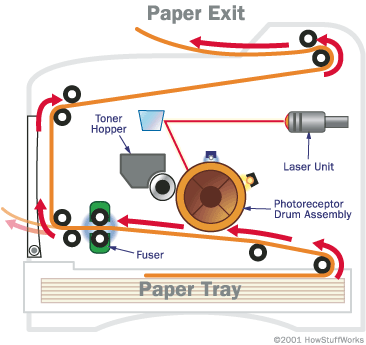 Paper Exit
Toner
Hopper
Laser Unit
Photoreceptor
Drum Assembly
Fuser
Paper Tray
©2001 HowStuffWorks